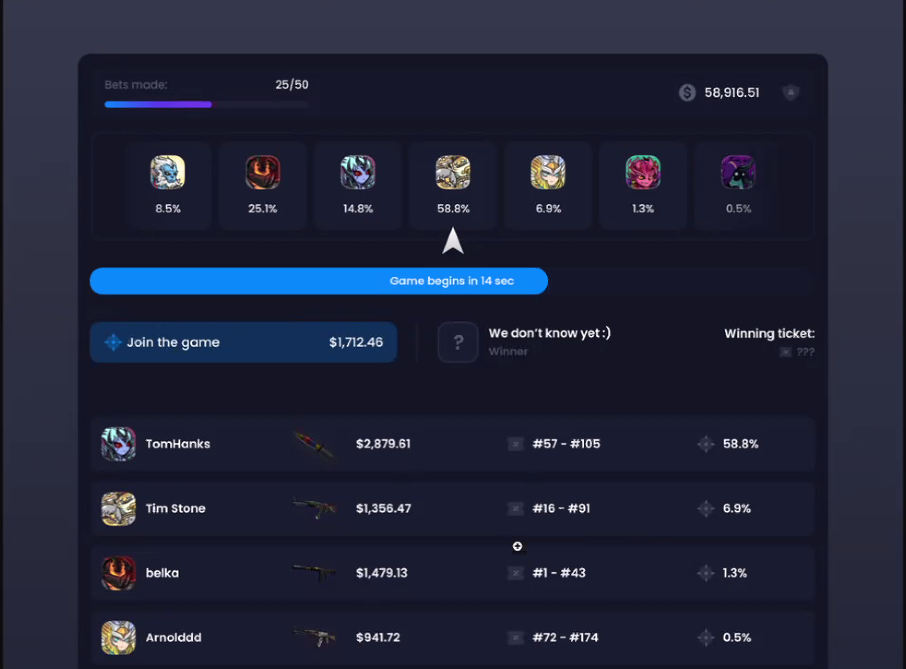 Bets made: 25/50
58,916.51
8.5% 25.1% 14.8% 58.8% 6.9% 1.3% 0.5%
Game begins in 14 sec
Join the game $1,712.46
? We don't know yet :) Winning ticket:
Winner ???
TomHanks $2,879.61 #57 - #105 58.8%
Tim Stone $1,356.47 #16 - #91 6.9%
belka $1,479.13 #1 - #43 1.3%
Arnolddd $941.72 #72 - #174 0.5%